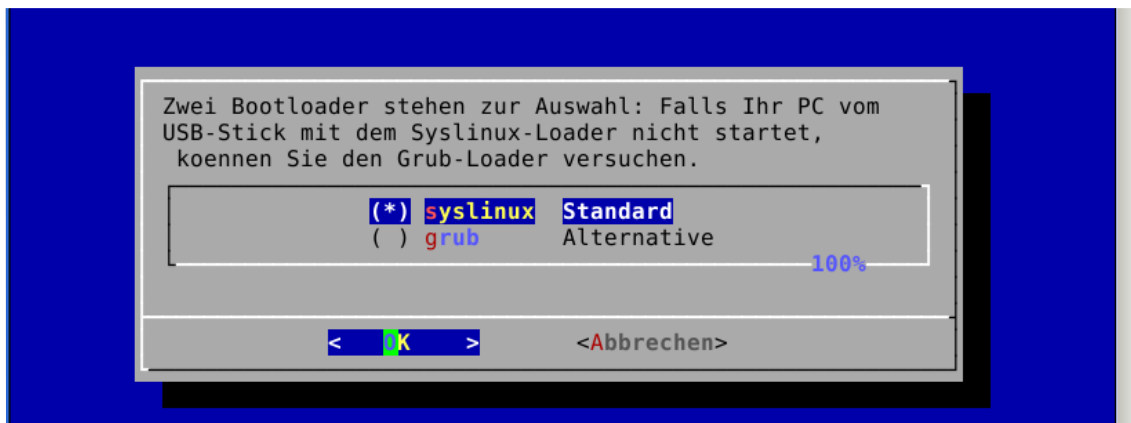 Zwei Bootloader stehen zur Auswahl: Falls Ihr PC vom
USB-Stick mit dem Syslinux-Loader nicht startet,
koennen Sie den Grub-Loader versuchen.
(*) syslinux Standard
( ) grub Alternative
100%
< OK > <Abbrechen>